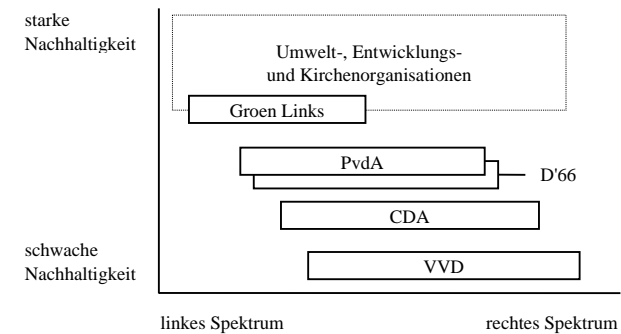 starke
Nachhaltigkeit
Umwelt-, Entwicklungs-
und Kirchenorganisationen
Groen Links
PvdA
D'66
CDA
schwache
Nachhaltigkeit
VVD
linkes Spektrum
rechtes Spektrum